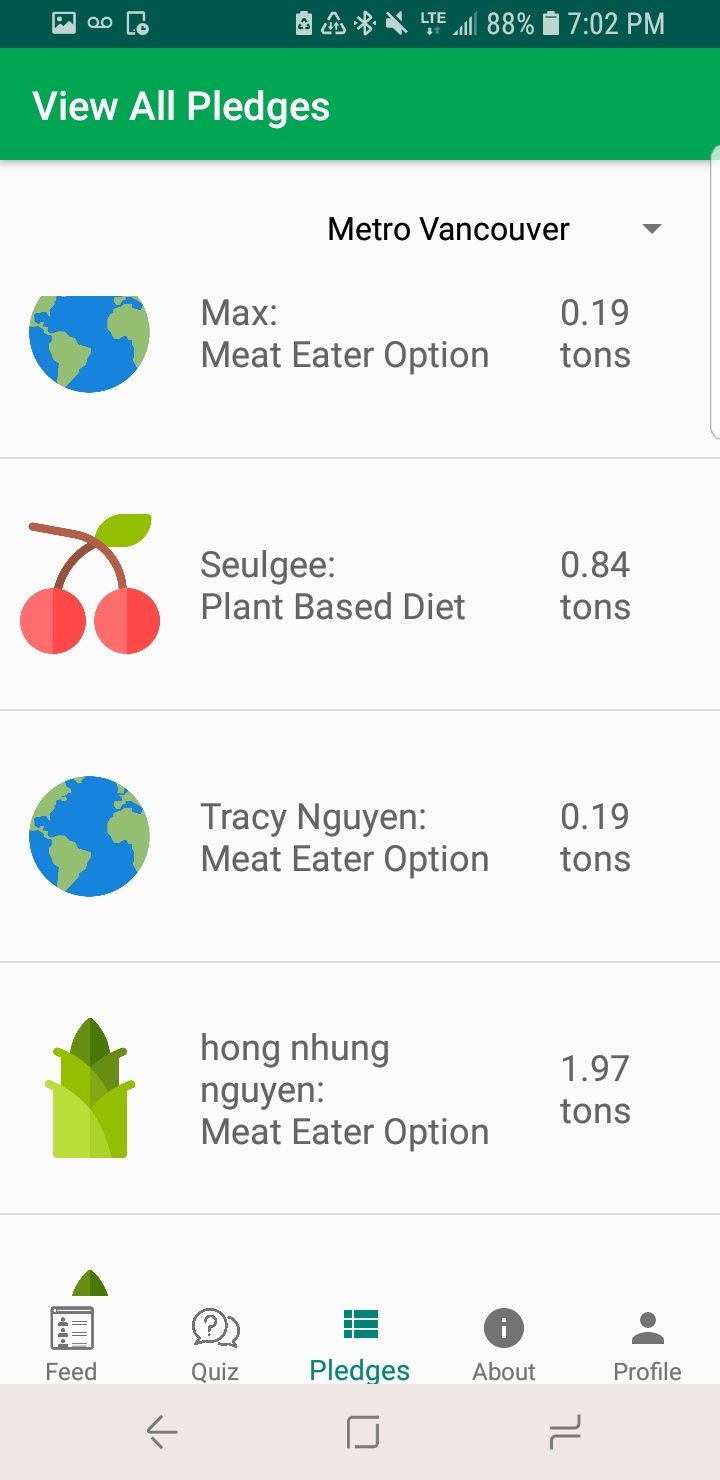 LTE 88% 7:02 PM
View All Pledges
Metro Vancouver
Max:
Meat Eater Option
0.19
tons
Seulgee:
Plant Based Diet
0.84
tons
Tracy Nguyen:
Meat Eater Option
0.19
tons
hong nhung
nguyen:
Meat Eater Option
1.97
tons
Feed
Quiz
Pledges
About
Profile